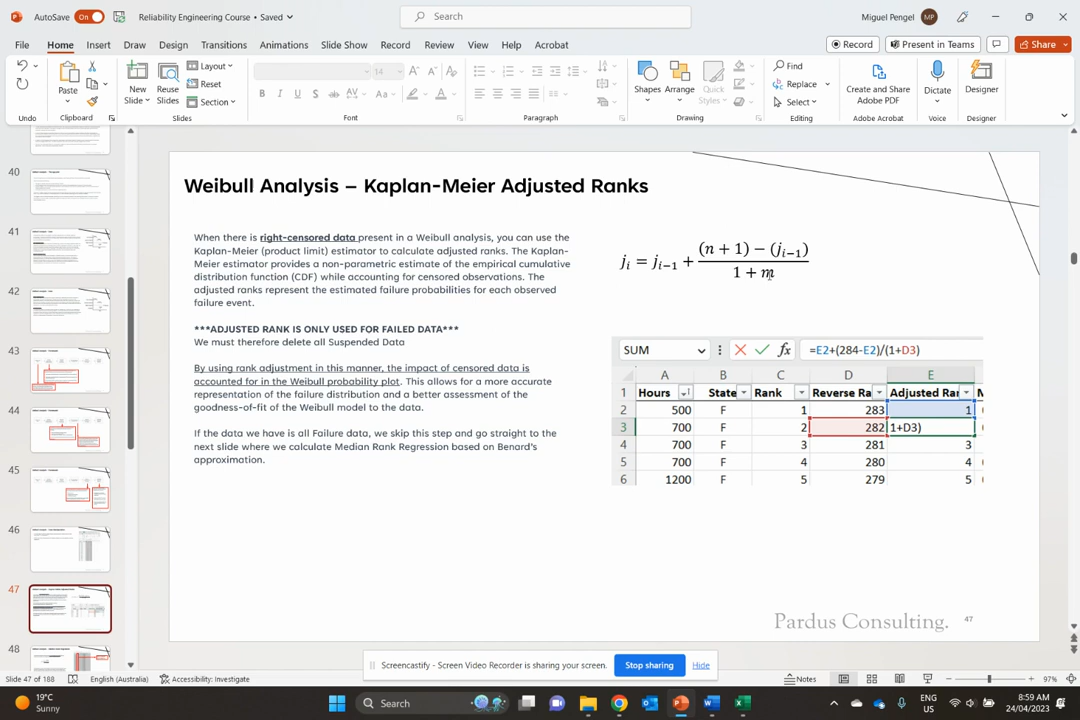 AutoSave On Reliability Engineering Course • Saved Search Miguel Pengel MP
File Home Insert Draw Design Transitions Animations Slide Show Record Review View Help Acrobat Record Present in Teams Share
Undo
Paste
Clipboard
New Slide
Reuse Slides
Layout
Reset
Section
Slides
14
Font
Paragraph
Shapes
Arrange
Quick Styles
Drawing
Find
Replace
Select
Editing
Create and Share Adobe PDF
Adobe Acrobat
Dictate
Voice
Designer
Designer
40
41
42
43
44
45
46
47
48
Weibull Analysis – Kaplan-Meier Adjusted Ranks
When there is right-censored data present in a Weibull analysis, you can use the
Kaplan-Meier (product limit) estimator to calculate adjusted ranks. The Kaplan-
Meier estimator provides a non-parametric estimate of the empirical cumulative
distribution function (CDF) while accounting for censored observations. The
adjusted ranks represent the estimated failure probabilities for each observed
failure event.
***ADJUSTED RANK IS ONLY USED FOR FAILED DATA***
We must therefore delete all Suspended Data
By using rank adjustment in this manner, the impact of censored data is
accounted for in the Weibull probability plot. This allows for a more accurate
representation of the failure distribution and a better assessment of the
goodness-of-fit of the Weibull model to the data.
If the data we have is all Failure data, we skip this step and go straight to the
next slide where we calculate Median Rank Regression based on Benard's
approximation.
jᵢ = jᵢ₋₁ + (n + 1) − (jᵢ₋₁)
1 + m
SUM fx =E2+(284-E2)/(1+D3)
A B C D E
1 Hours State Rank Reverse Ra Adjusted Rar
2 500 F 1 283 1
3 700 F 2 282 1+D3)
4 700 F 3 281 3
5 700 F 4 280 4
6 1200 F 5 279 5
Pardus Consulting. 47
Screencastify - Screen Video Recorder is sharing your screen. Stop sharing Hide
Slide 47 of 188 English (Australia) Accessibility: Investigate Notes 97%
19°C
Sunny
Search
ENG
US
8:59 AM
24/04/2023